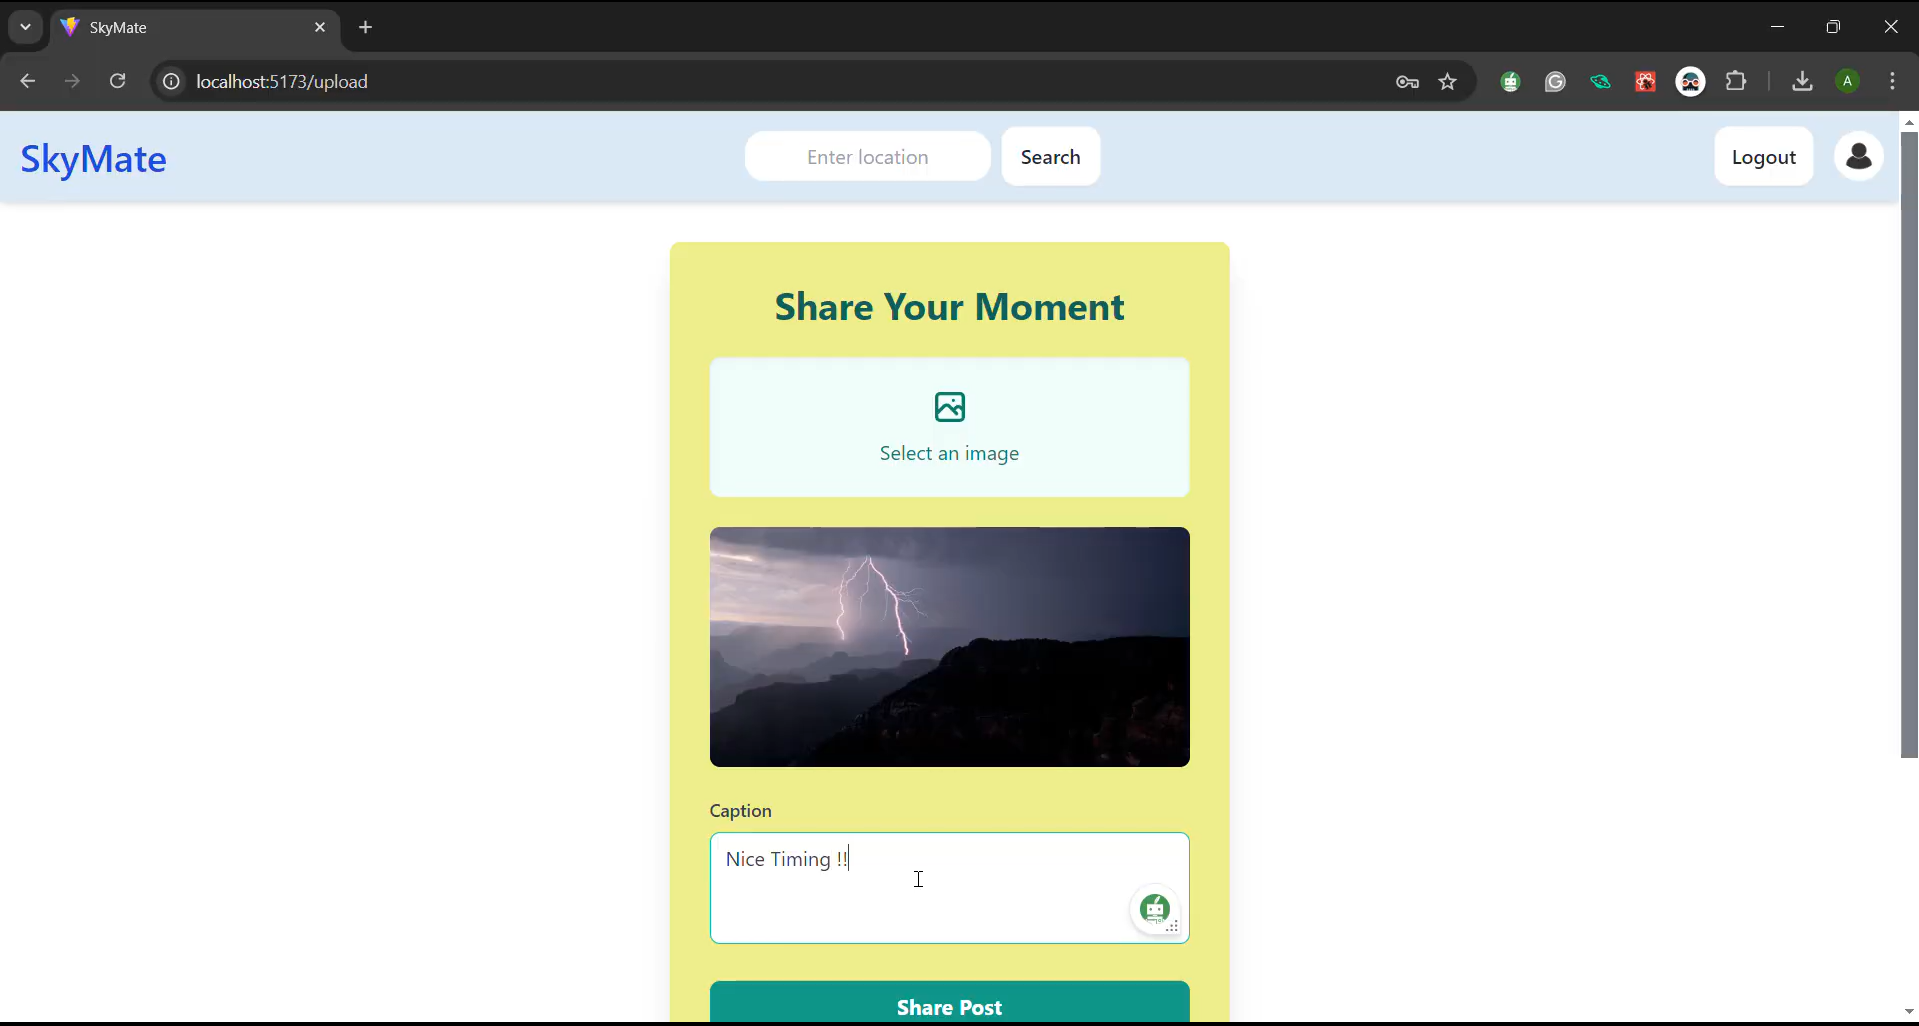 SkyMate
localhost:5173/upload
A
SkyMate
Enter location
Search
Logout
Share Your Moment
Select an image
Caption
Nice Timing !!
Share Post